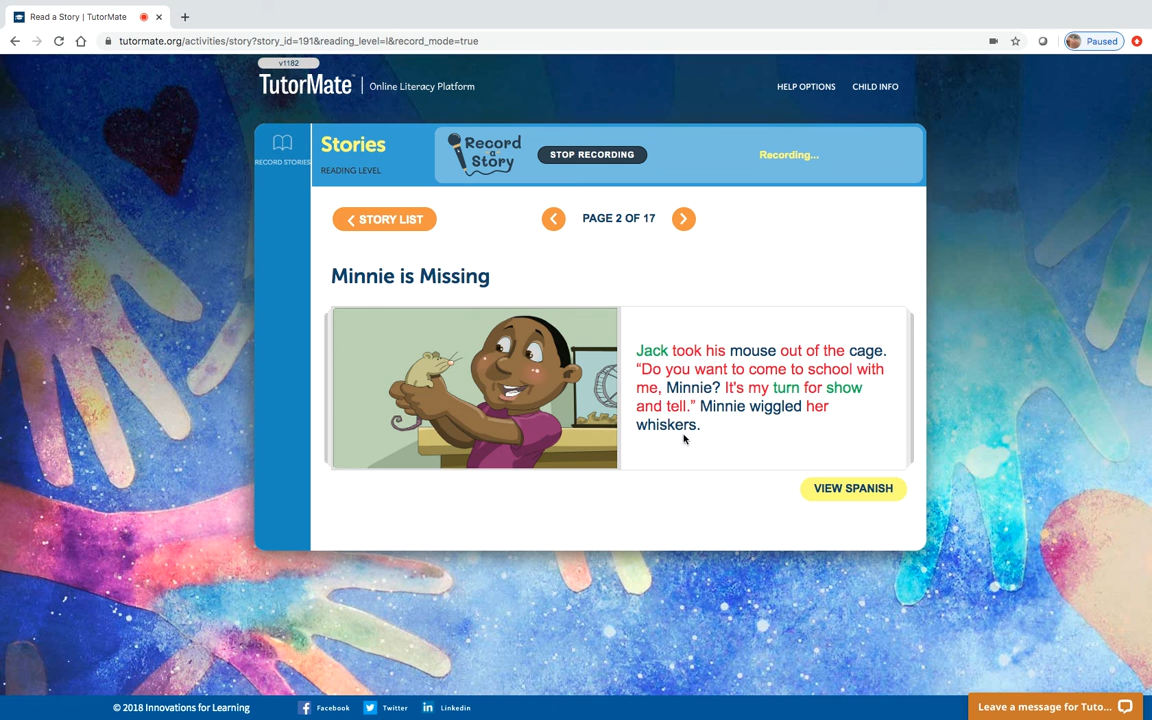 Read a Story | TutorMate
tutormate.org/activities/story?story_id=191&reading_level=I&record_mode=true
Paused
v1182
TutorMate™ | Online Literacy Platform
HELP OPTIONS
CHILD INFO
RECORD STORIES
Stories
READING LEVEL
Record
a
Story
STOP RECORDING
Recording...
STORY LIST
PAGE 2 OF 17
Minnie is Missing
Jack took his mouse out of the cage.
“Do you want to come to school with
me, Minnie? It's my turn for show
and tell.” Minnie wiggled her
whiskers.
VIEW SPANISH
© 2018 Innovations for Learning
Facebook
Twitter
Linkedin
Leave a message for Tuto...